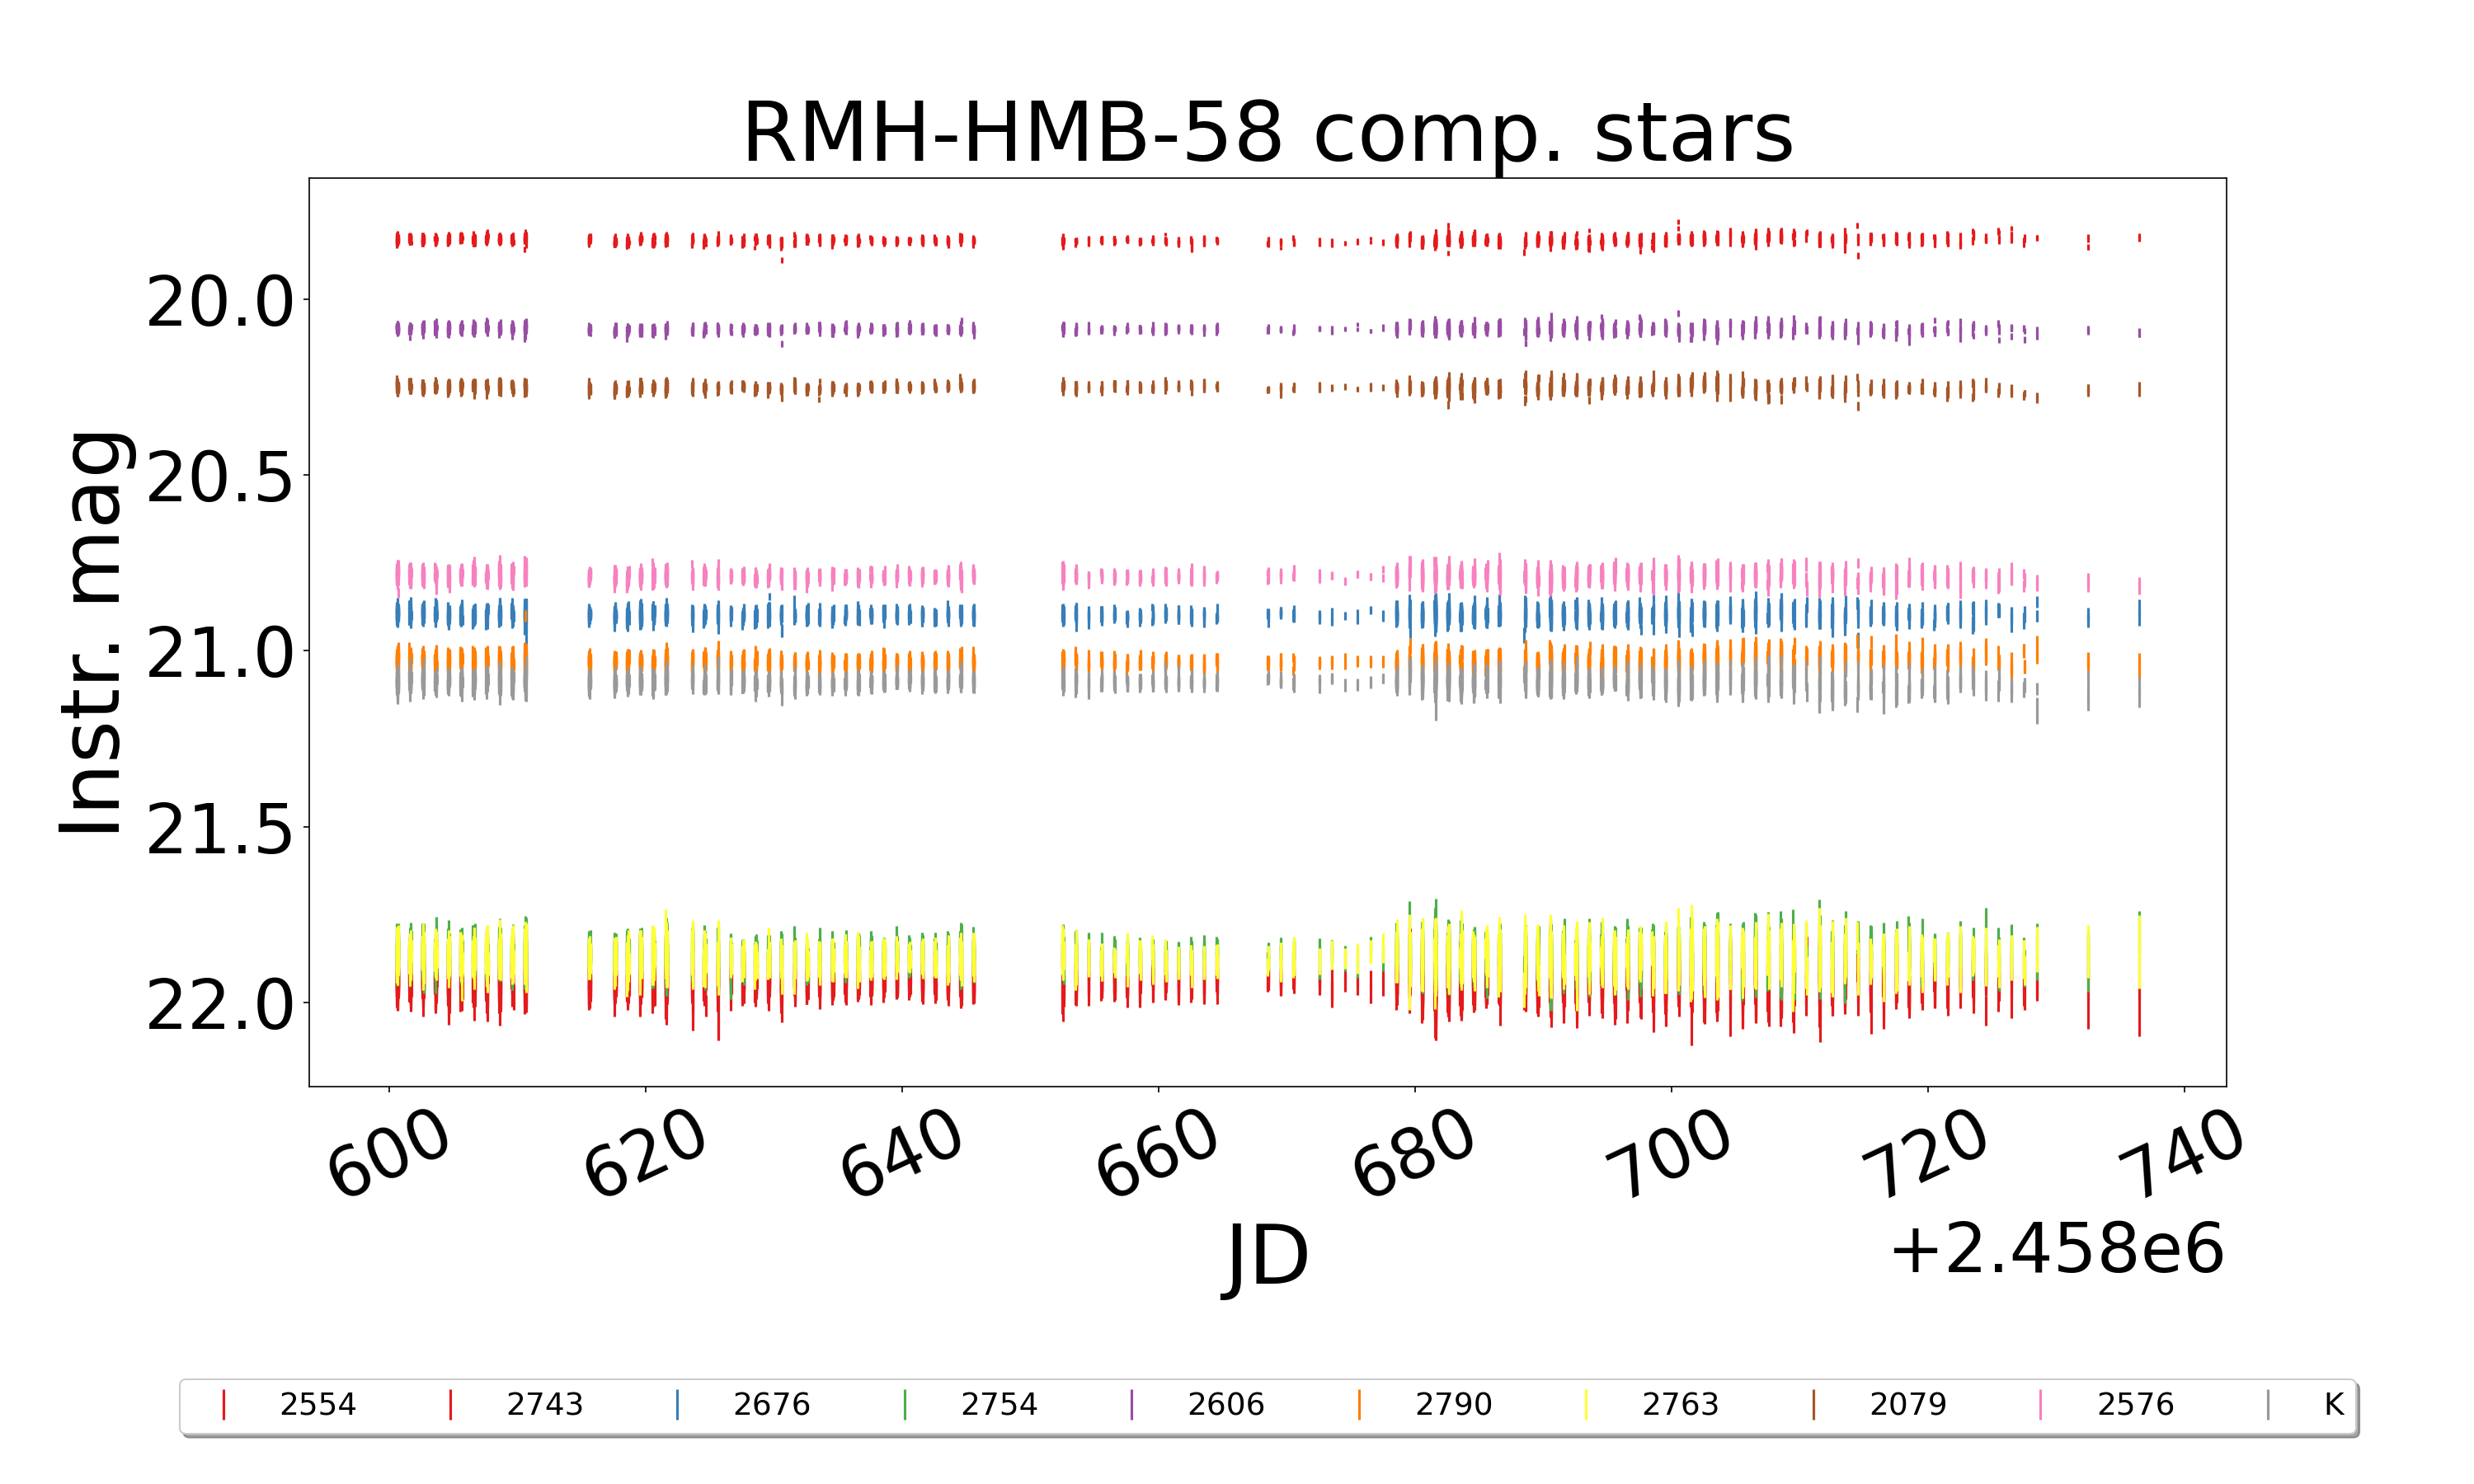 RMH-HMB-58 comp. stars
Instr. mag
20.0
20.5
21.0
21.5
22.0
600 620 640 660 680 700 720 740
JD
+2.458e6
2554 2743 2676 2754 2606 2790 2763 2079 2576 K